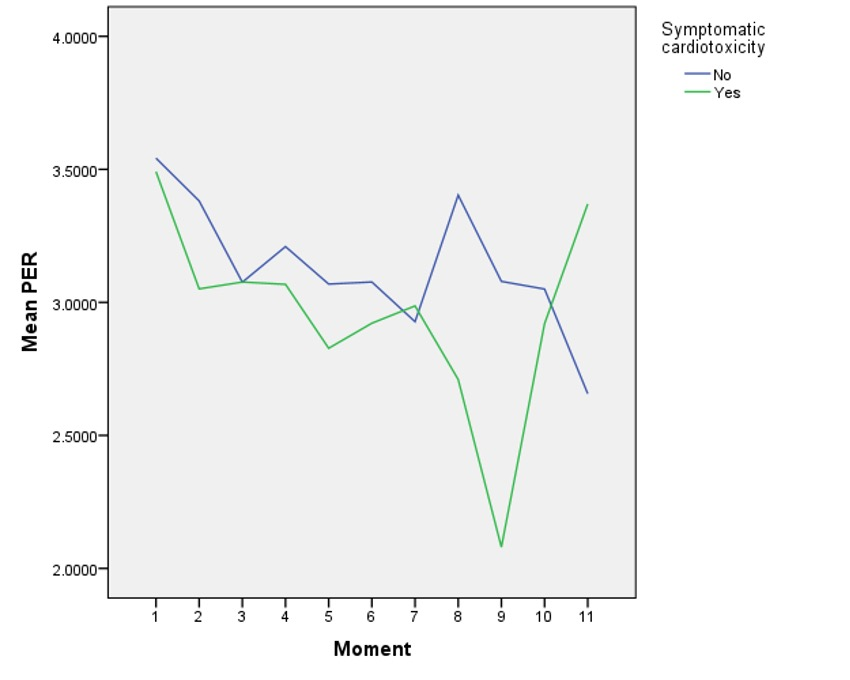 Symptomatic
cardiotoxicity
No
Yes
4.0000
3.5000
3.0000
2.5000
2.0000
Mean PER
1 2 3 4 5 6 7 8 9 10 11
Moment